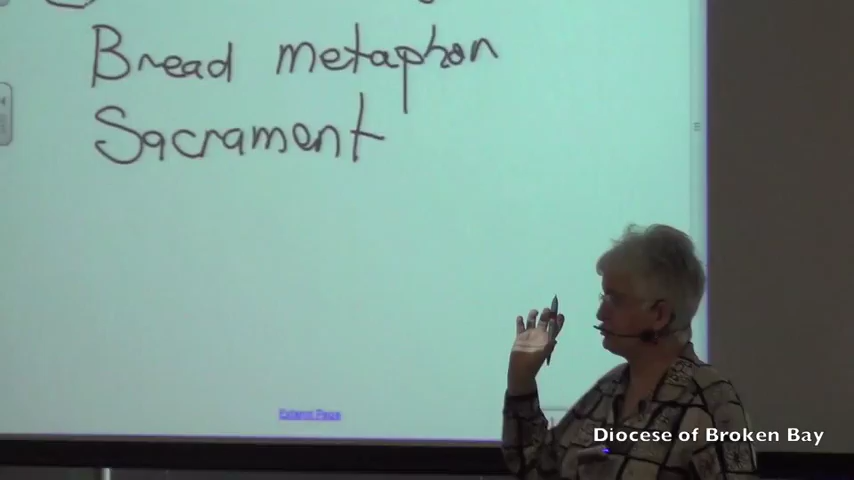 Bread metaphor
Sacrament
Extend Page
Diocese of Broken Bay